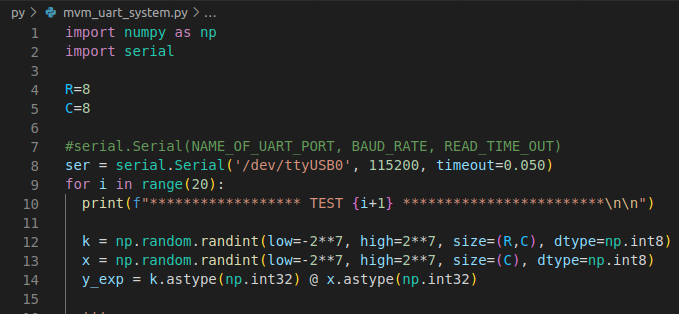 py > mvm_uart_system.py > ...
1 import numpy as np
2 import serial
3
4 R=8
5 C=8
6
7 #serial.Serial(NAME_OF_UART_PORT, BAUD_RATE, READ_TIME_OUT)
8 ser = serial.Serial('/dev/ttyUSB0', 115200, timeout=0.050)
9 for i in range(20):
10 print(f"****************** TEST {i+1} ************************\n\n")
11
12 k = np.random.randint(low=-2**7, high=2**7, size=(R,C), dtype=np.int8)
13 x = np.random.randint(low=-2**7, high=2**7, size=(C), dtype=np.int8)
14 y_exp = k.astype(np.int32) @ x.astype(np.int32)
15